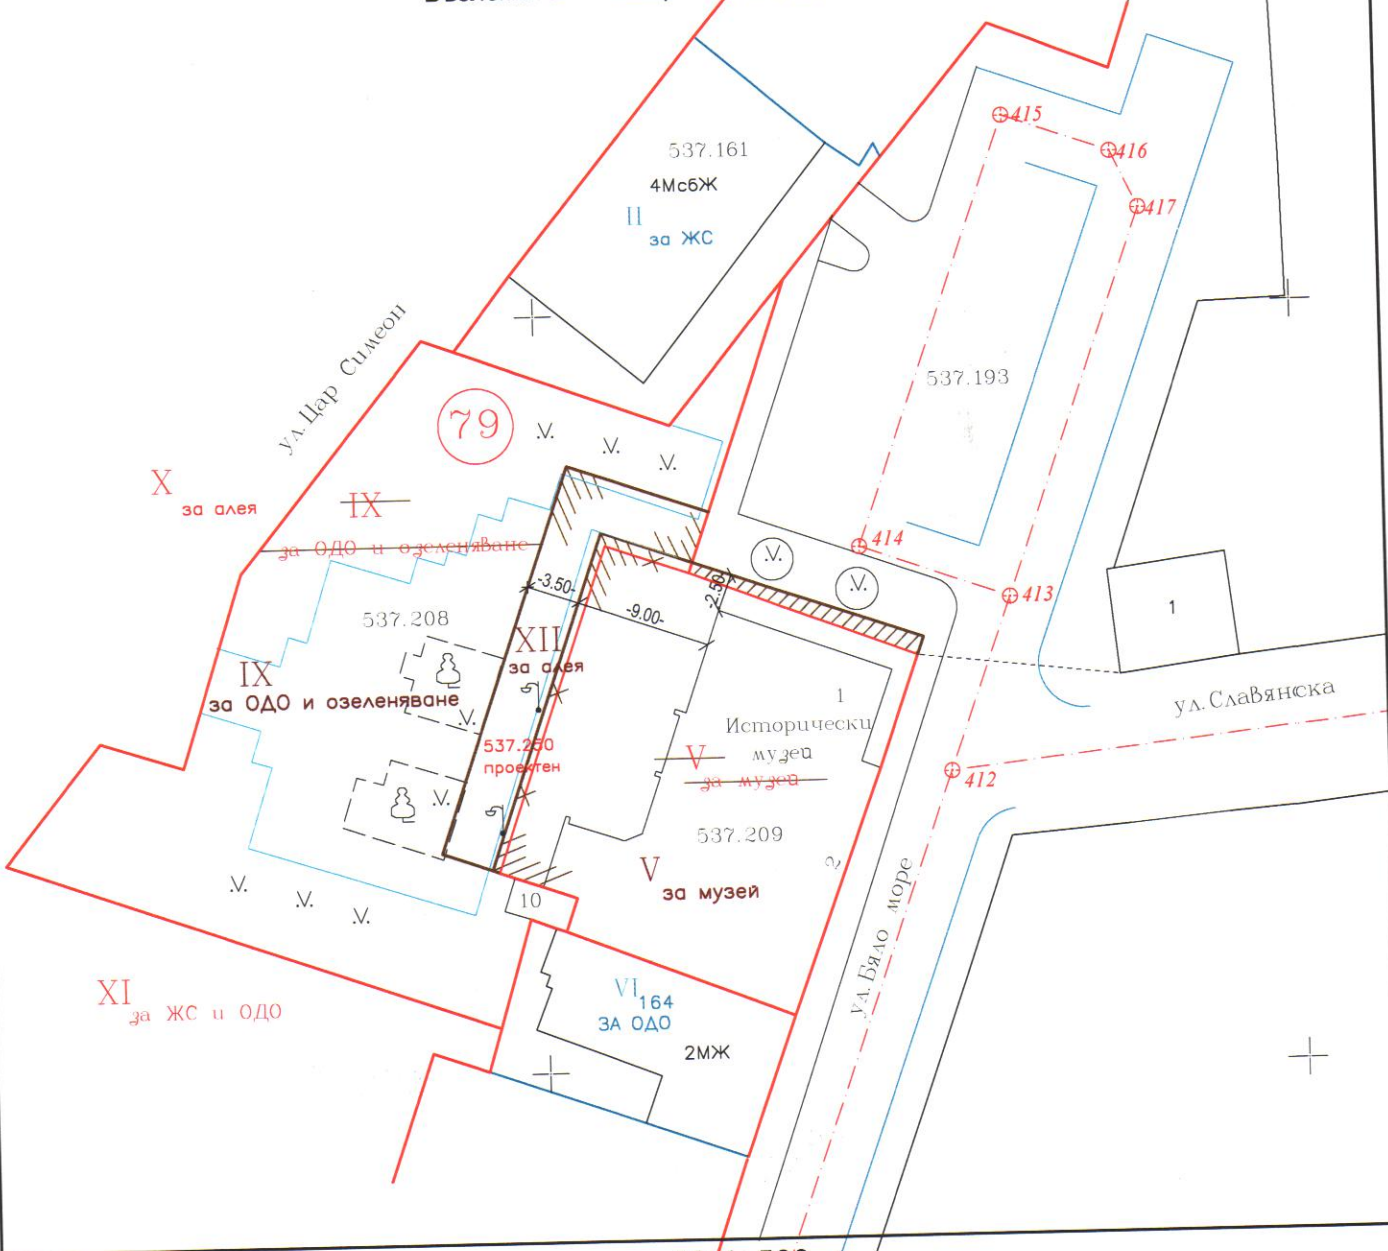 537.161
4МсбЖ
II
за ЖС
415
416
417
ул. Цар Симеон
537.193
79
.V.
.V.
.V.
X
за алея
IX
за ОДО и озеленяване
414
.V.
.V.
413
-3.50-
-9.00-
-2.50-
537.208
XII
за алея
1
IX
за ОДО и озеленяване
.V.
1
Исторически
музей
ул. Славянска
537.250
проектен
V
за музей
412
.V.
537.209
2
V
за музей
.V.
.V.
.V.
10
ул. Бяло море
XI
за ЖС и ОДО
VI 164
ЗА ОДО
2МЖ